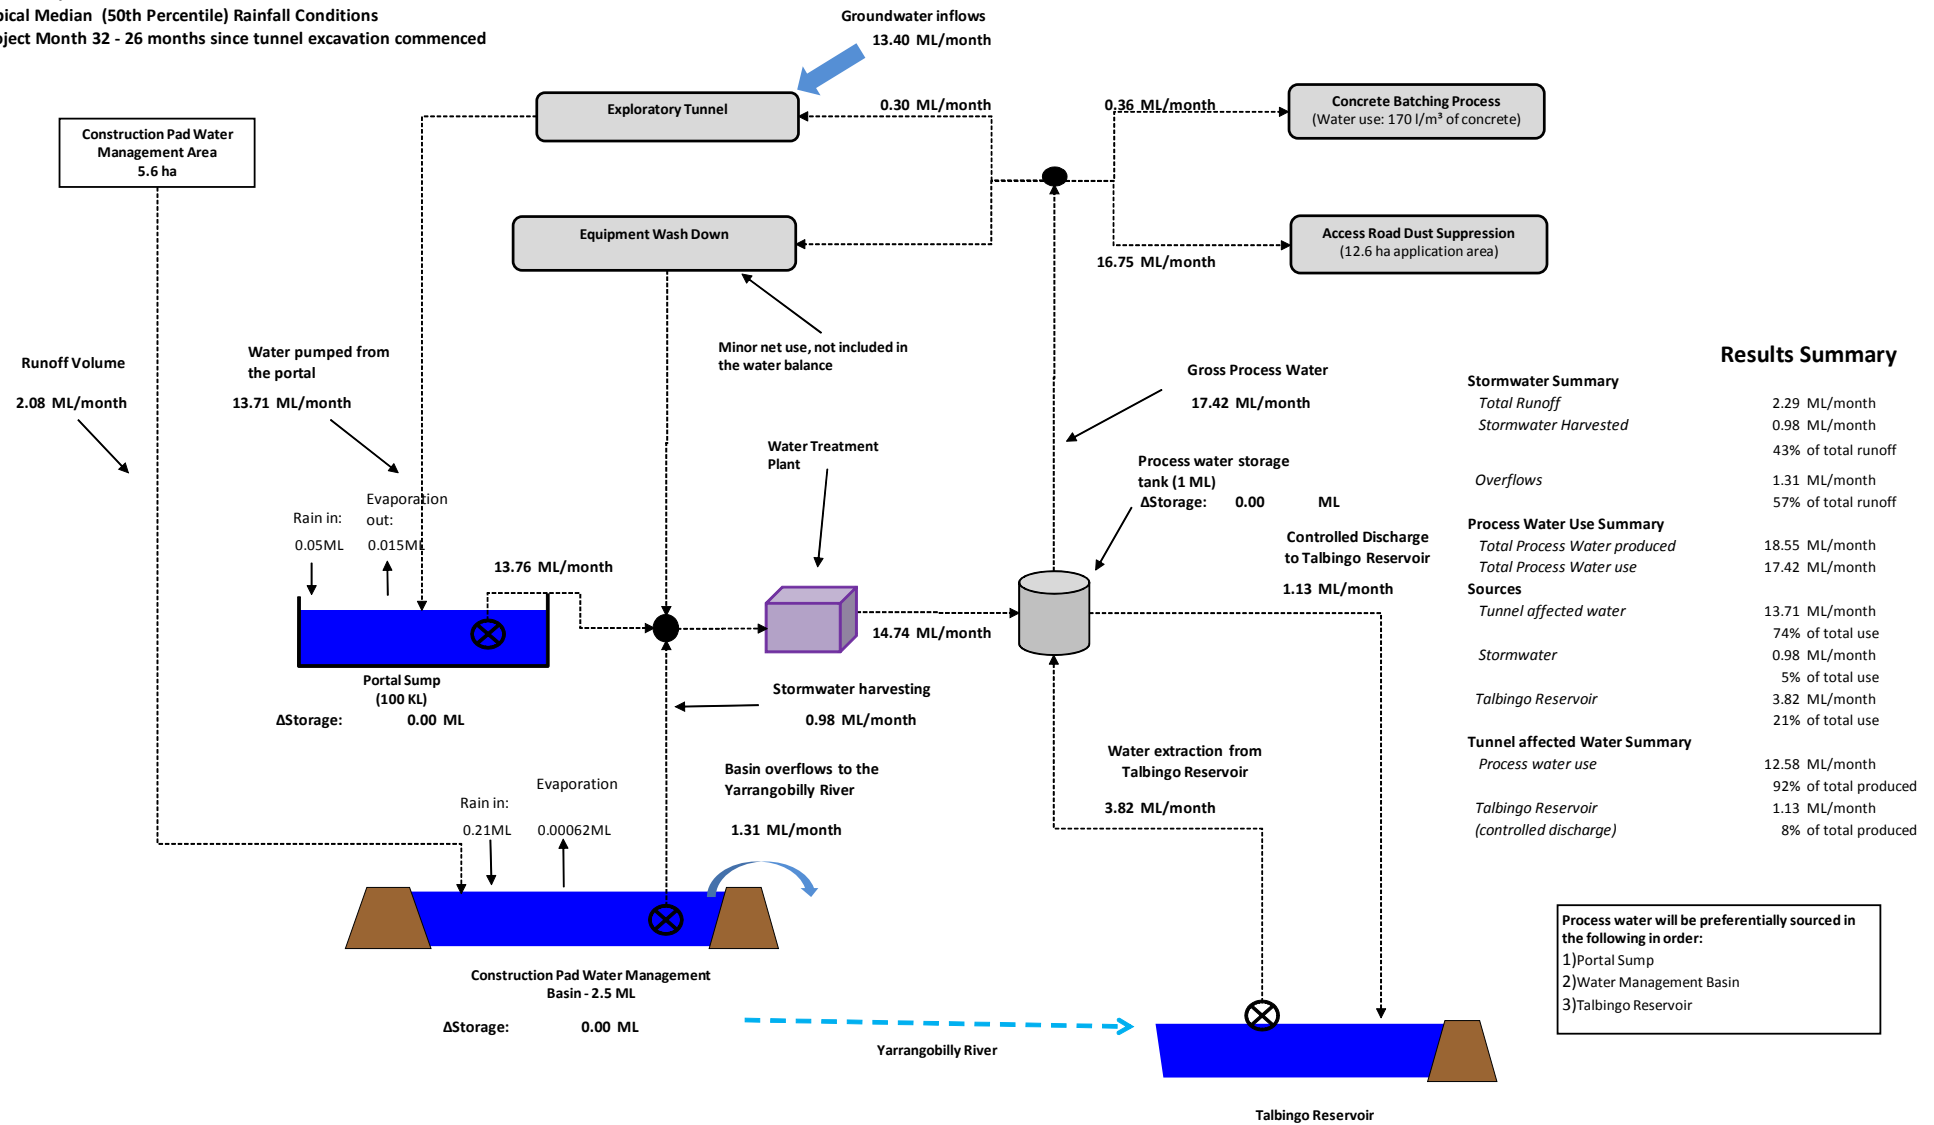 Typical Median (50th Percentile) Rainfall Conditions
Project Month 32 - 26 months since tunnel excavation commenced
Groundwater inflows
13.40 ML/month
Exploratory Tunnel
0.30 ML/month
0.36 ML/month
Concrete Batching Process
(Water use: 170 l/m³ of concrete)
Construction Pad Water
Management Area
5.6 ha
Equipment Wash Down
Access Road Dust Suppression
(12.6 ha application area)
16.75 ML/month
Minor net use, not included in
the water balance
Runoff Volume
2.08 ML/month
Water pumped from
the portal
13.71 ML/month
Gross Process Water
17.42 ML/month
Water Treatment
Plant
Process water storage
tank (1 ML)
ΔStorage: 0.00 ML
Rain in:
0.05ML
Evaporation
out:
0.015ML
13.76 ML/month
14.74 ML/month
Controlled Discharge
to Talbingo Reservoir
1.13 ML/month
Portal Sump
(100 KL)
ΔStorage: 0.00 ML
Stormwater harvesting
0.98 ML/month
Water extraction from
Talbingo Reservoir
3.82 ML/month
Basin overflows to the
Yarrangobilly River
1.31 ML/month
Rain in:
0.21ML
Evaporation
0.00062ML
Construction Pad Water Management
Basin - 2.5 ML
ΔStorage: 0.00 ML
Yarrangobilly River
Talbingo Reservoir
Results Summary
Stormwater Summary
Total Runoff 2.29 ML/month
Stormwater Harvested 0.98 ML/month
43% of total runoff
Overflows 1.31 ML/month
57% of total runoff
Process Water Use Summary
Total Process Water produced 18.55 ML/month
Total Process Water use 17.42 ML/month
Sources
Tunnel affected water 13.71 ML/month
74% of total use
Stormwater 0.98 ML/month
5% of total use
Talbingo Reservoir 3.82 ML/month
21% of total use
Tunnel affected Water Summary
Process water use 12.58 ML/month
92% of total produced
Talbingo Reservoir 1.13 ML/month
(controlled discharge) 8% of total produced
Process water will be preferentially sourced in
the following in order:
1)Portal Sump
2)Water Management Basin
3)Talbingo Reservoir